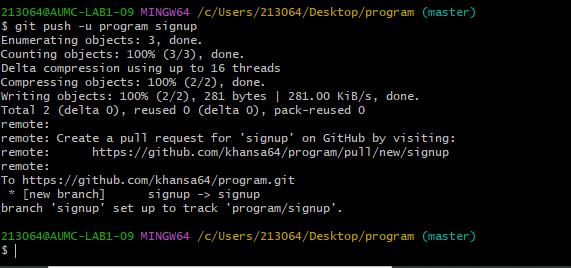 213064@AUMC-LAB1-09 MINGW64 /c/Users/213064/Desktop/program (master)
$ git push -u program signup
Enumerating objects: 3, done.
Counting objects: 100% (3/3), done.
Delta compression using up to 16 threads
Compressing objects: 100% (2/2), done.
Writing objects: 100% (2/2), 281 bytes | 281.00 KiB/s, done.
Total 2 (delta 0), reused 0 (delta 0), pack-reused 0
remote:
remote: Create a pull request for 'signup' on GitHub by visiting:
remote:      https://github.com/khansa64/program/pull/new/signup
remote:
To https://github.com/khansa64/program.git
 * [new branch]      signup -> signup
branch 'signup' set up to track 'program/signup'.
213064@AUMC-LAB1-09 MINGW64 /c/Users/213064/Desktop/program (master)
$